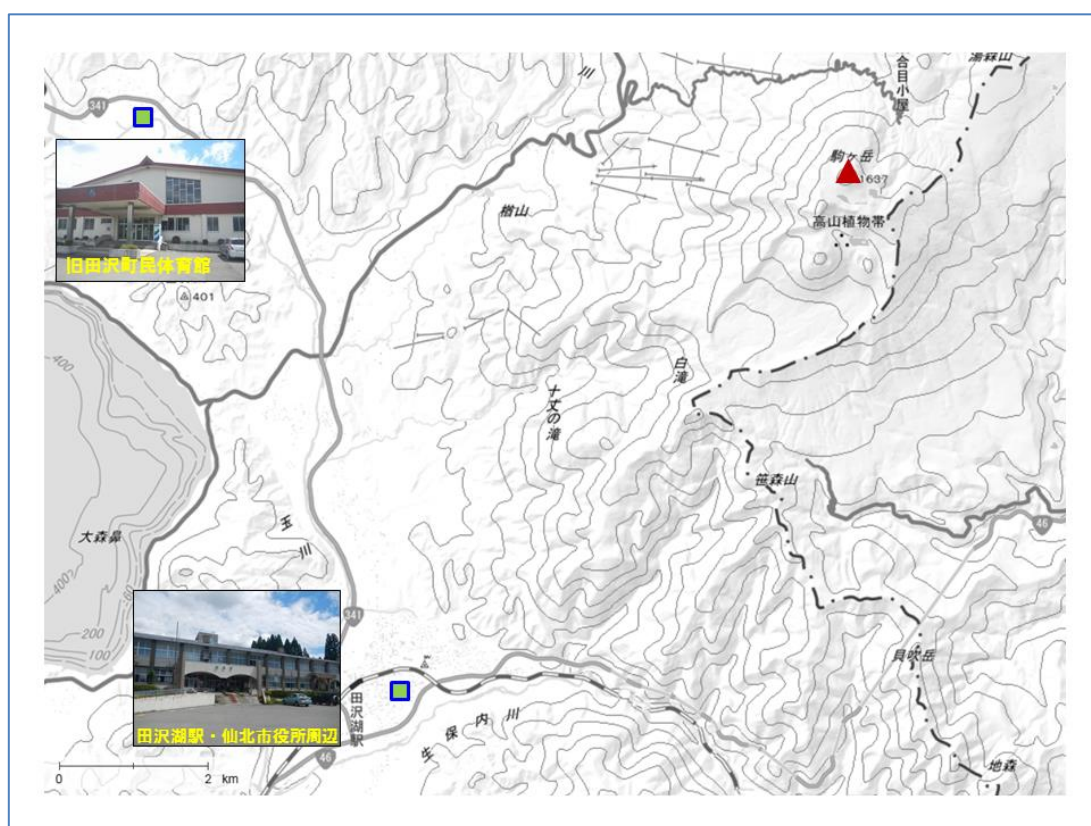 湯森山
合目小屋
川
341
駒ヶ岳
1637
高山植物帯
桧山
旧田沢町民体育館
401
400
白滝
十丈の滝
笹森山
46
玉川
大森鼻
400
200
100
341
貝吹岳
田沢湖駅
生保内川
田沢湖駅・仙北市役所周辺
46
地森
0 2 km